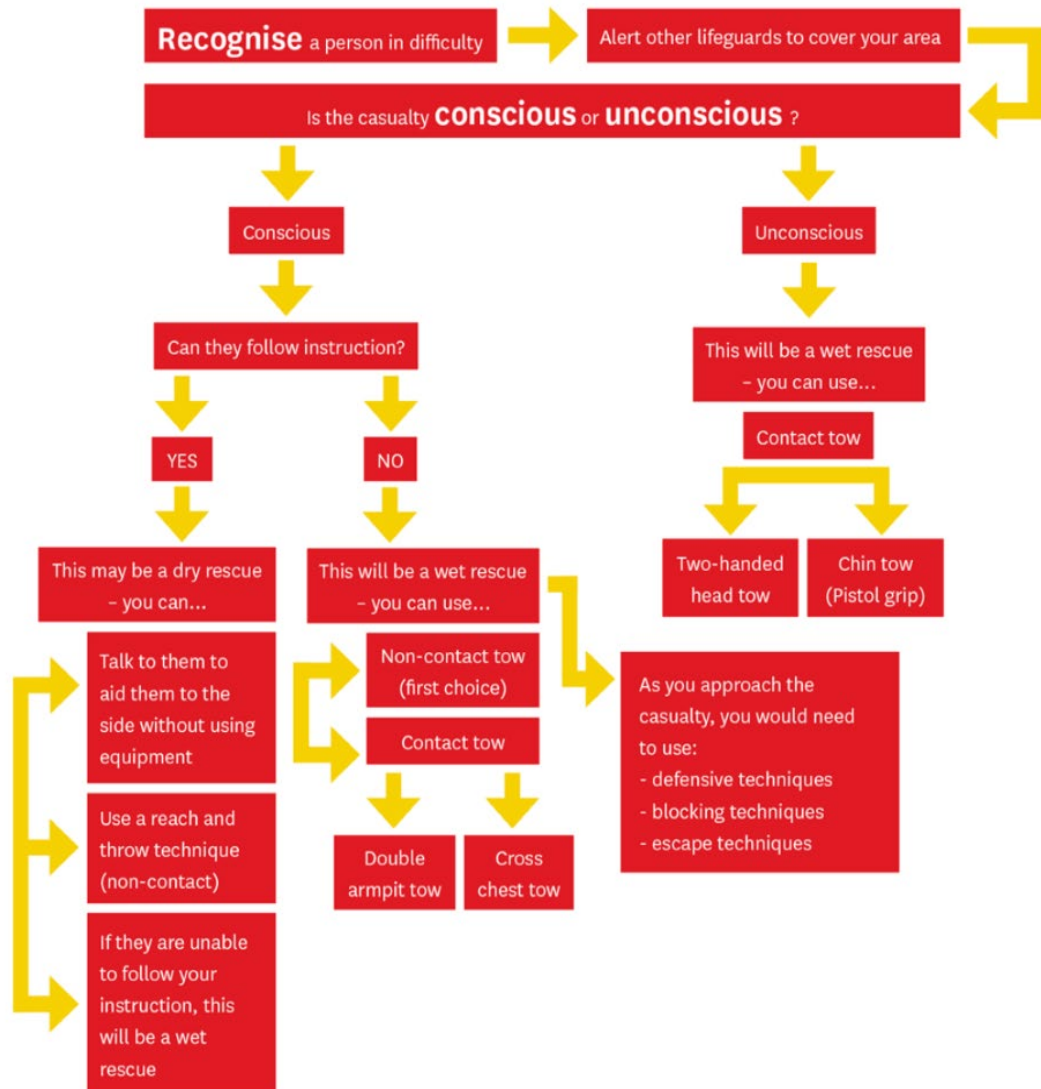 Recognise a person in difficulty
Alert other lifeguards to cover your area
Is the casualty conscious or unconscious ?
Conscious
Unconscious
Can they follow instruction?
This will be a wet rescue
– you can use...
Contact tow
YES
NO
Two-handed
head tow
Chin tow
(Pistol grip)
This may be a dry rescue
– you can...
This will be a wet rescue
– you can use...
Talk to them to
aid them to the
side without using
equipment
Use a reach and
throw technique
(non-contact)
If they are unable
to follow your
instruction, this
will be a wet
rescue
Non-contact tow
(first choice)
Contact tow
Double
armpit tow
Cross
chest tow
As you approach the
casualty, you would need
to use:
- defensive techniques
- blocking techniques
- escape techniques